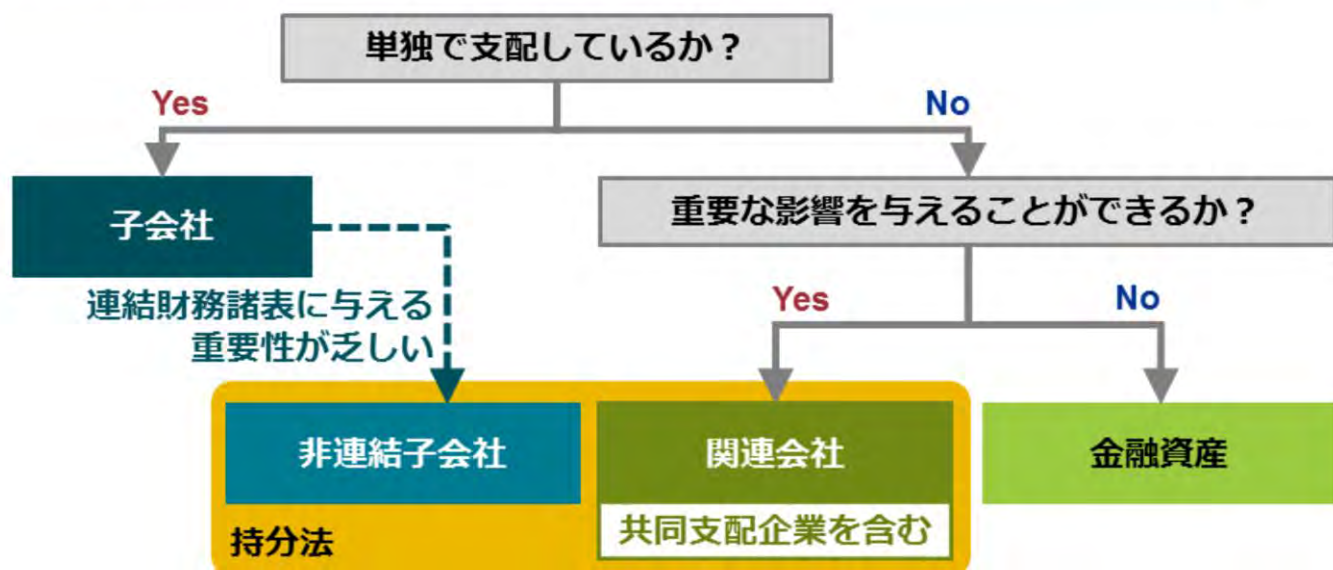 単独で支配しているか？
Yes
No
子会社
重要な影響を与えることができるか？
連結財務諸表に与える
重要性が乏しい
Yes
No
非連結子会社
関連会社
金融資産
共同支配企業を含む
持分法